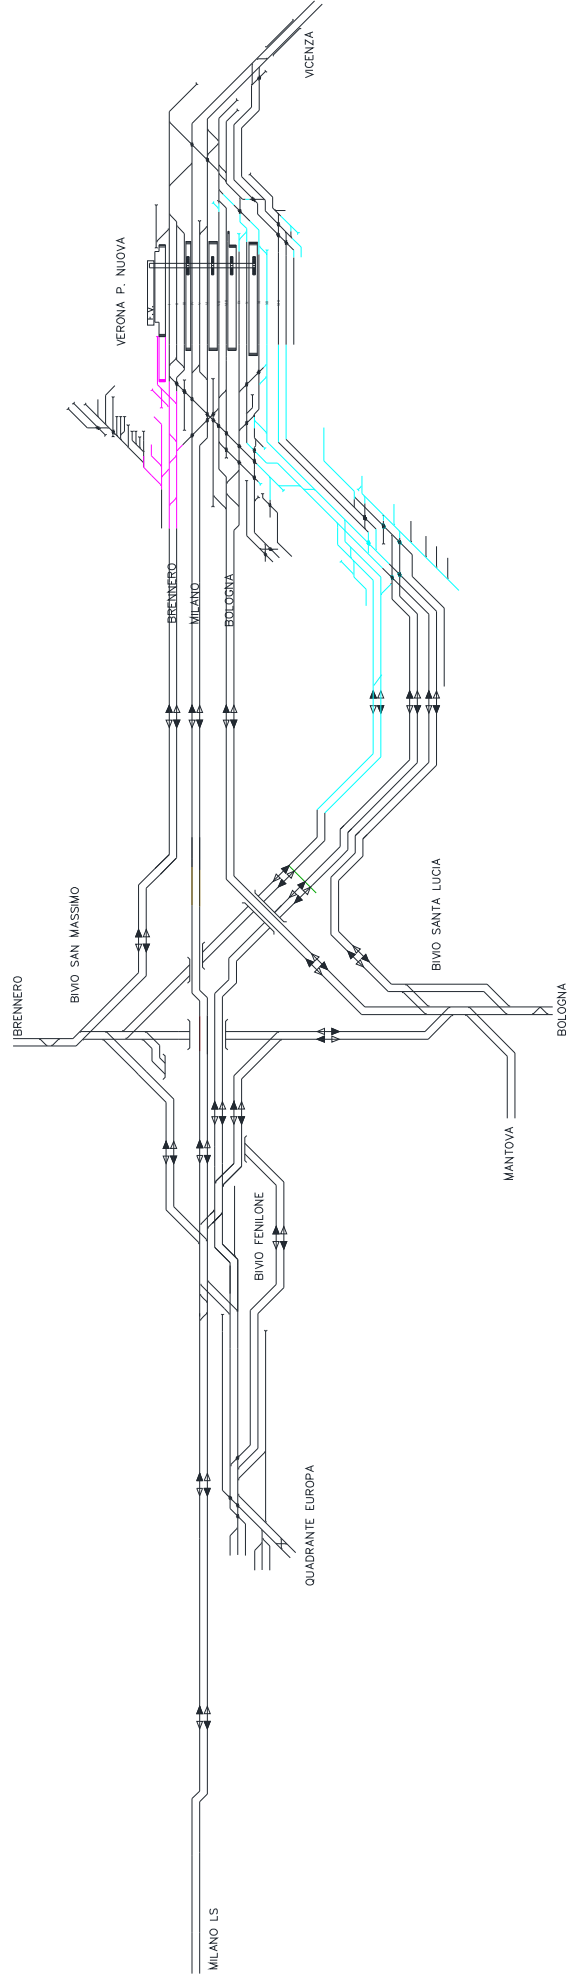 VICENZA
VERONA P. NUOVA
F.V.
BRENNERO
MILANO
BOLOGNA
BIVIO SAN MASSIMO
BIVIO SANTA LUCIA
BRENNERO
BOLOGNA
MANTOVA
BIVIO FENILONE
QUADRANTE EUROPA
MILANO LS